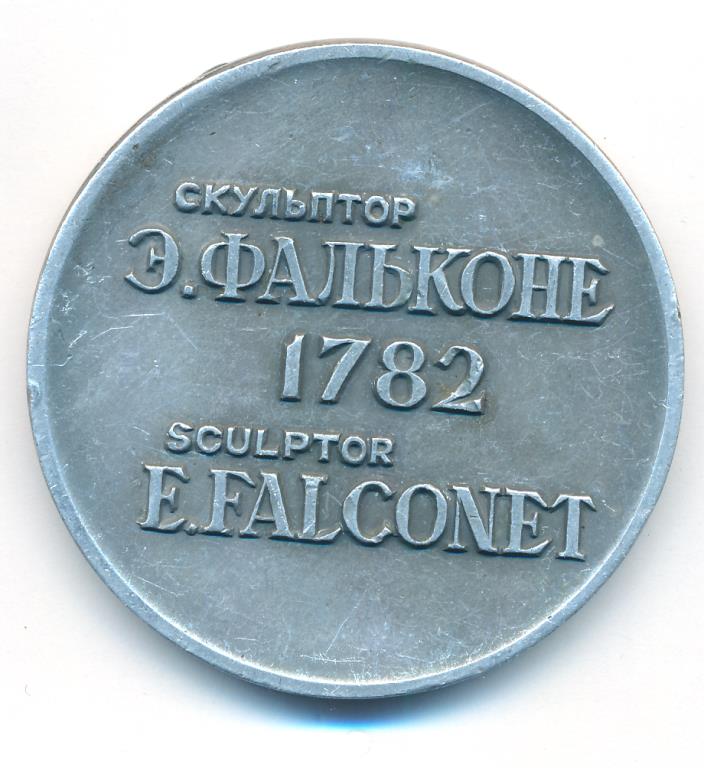 СКУЛЬПТОР
Э.ФАЛЬКОНЕ
1782
SCULPTOR
E.FALCONET